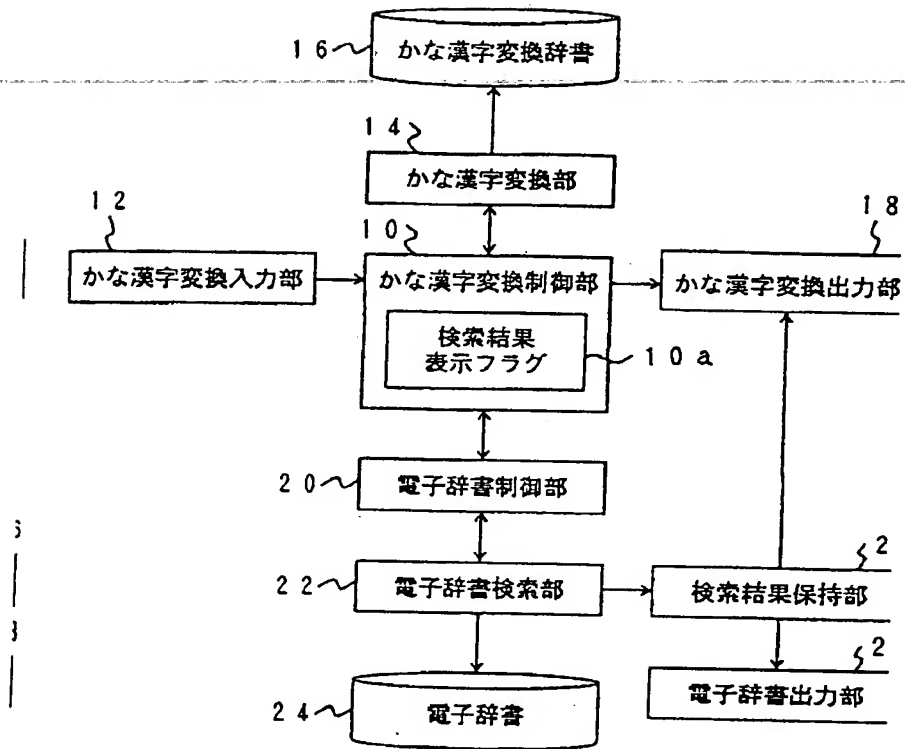 16
かな漢字変換辞書
14
かな漢字変換部
12
かな漢字変換入力部
10
かな漢字変換制御部
検索結果
表示フラグ
10a
18
かな漢字変換出力部
20
電子辞書制御部
22
電子辞書検索部
2
検索結果保持部
2
電子辞書出力部
24
電子辞書